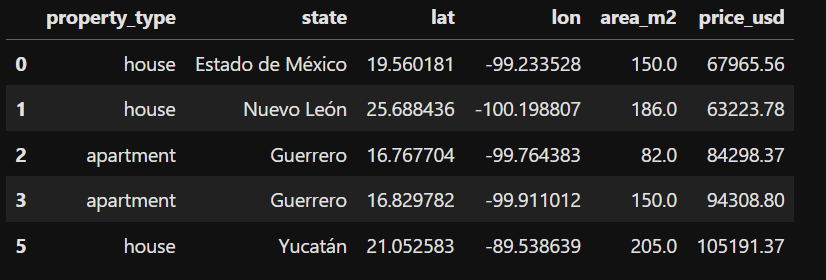 property_type state lat lon area_m2 price_usd
0 house Estado de México 19.560181 -99.233528 150.0 67965.56
1 house Nuevo León 25.688436 -100.198807 186.0 63223.78
2 apartment Guerrero 16.767704 -99.764383 82.0 84298.37
3 apartment Guerrero 16.829782 -99.911012 150.0 94308.80
5 house Yucatán 21.052583 -89.538639 205.0 105191.37